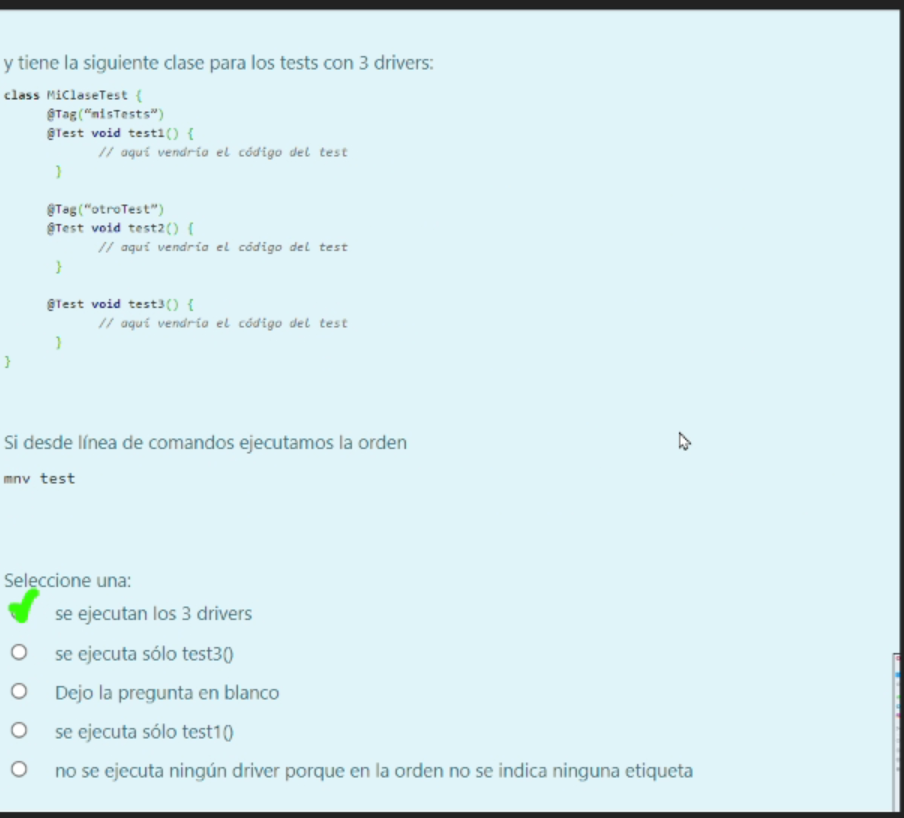 y tiene la siguiente clase para los tests con 3 drivers:
class MiClaseTest {
@Tag(“misTests”)
@Test void test1() {
// aquí vendría el código del test
}
@Tag(“otroTest”)
@Test void test2() {
// aquí vendría el código del test
}
@Test void test3() {
// aquí vendría el código del test
}
}
Si desde línea de comandos ejecutamos la orden
mnv test
Seleccione una:
se ejecutan los 3 drivers
se ejecuta sólo test3()
Dejo la pregunta en blanco
se ejecuta sólo test1()
no se ejecuta ningún driver porque en la orden no se indica ninguna etiqueta